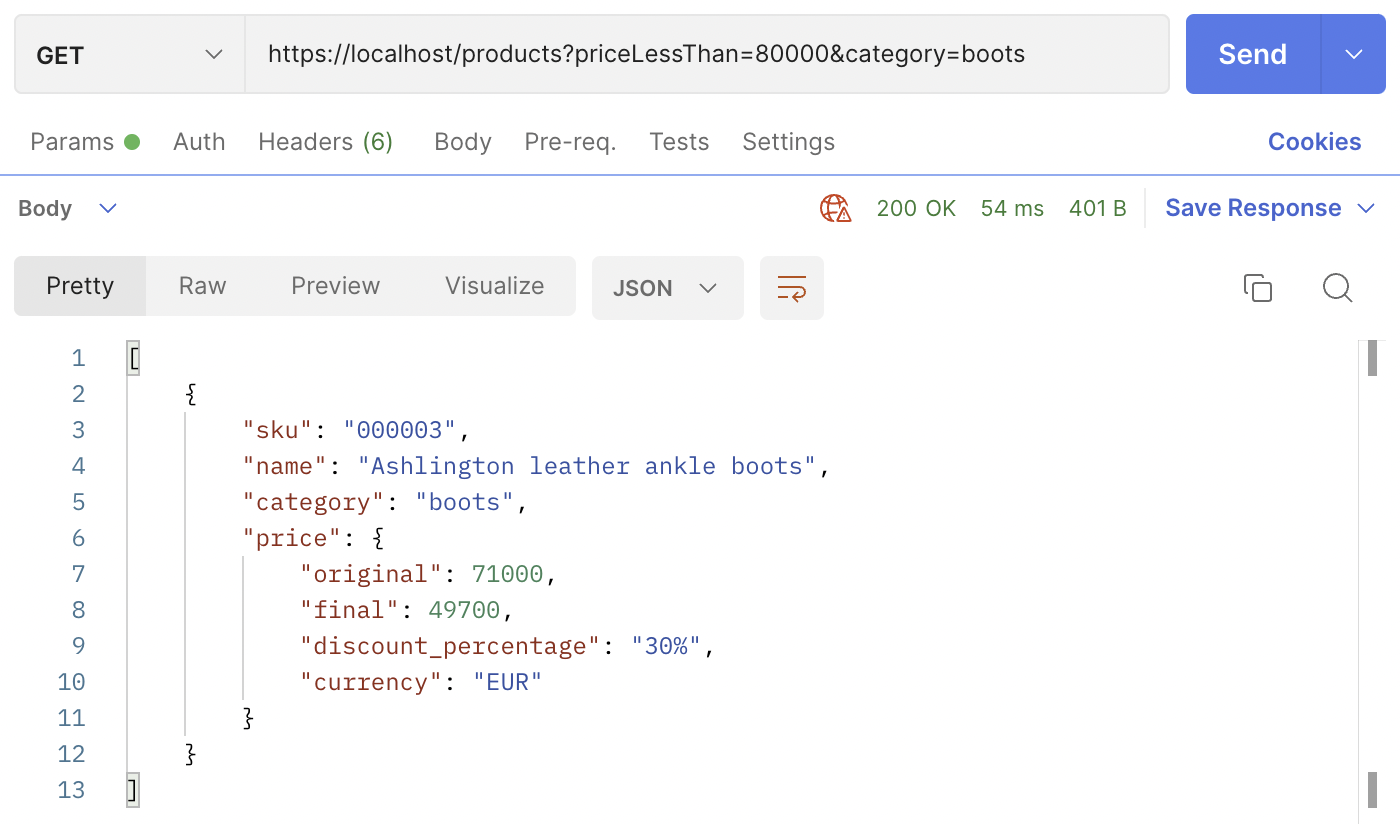 GET https://localhost/products?priceLessThan=80000&category=boots Send
Params Auth Headers (6) Body Pre-req. Tests Settings Cookies
Body 200 OK 54 ms 401 B Save Response
Pretty Raw Preview Visualize JSON
1 [
2 {
3 "sku": "000003",
4 "name": "Ashlington leather ankle boots",
5 "category": "boots",
6 "price": {
7 "original": 71000,
8 "final": 49700,
9 "discount_percentage": "30%",
10 "currency": "EUR"
11 }
12 }
13 ]